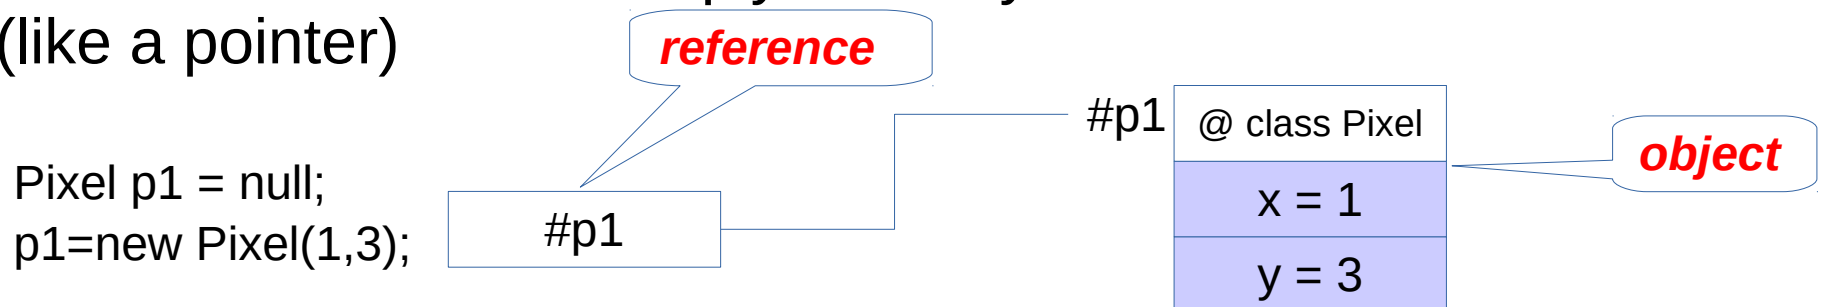 (like a pointer)
reference
#p1
@ class Pixel
object
Pixel p1 = null;
x = 1
p1=new Pixel(1,3);
#p1
y = 3